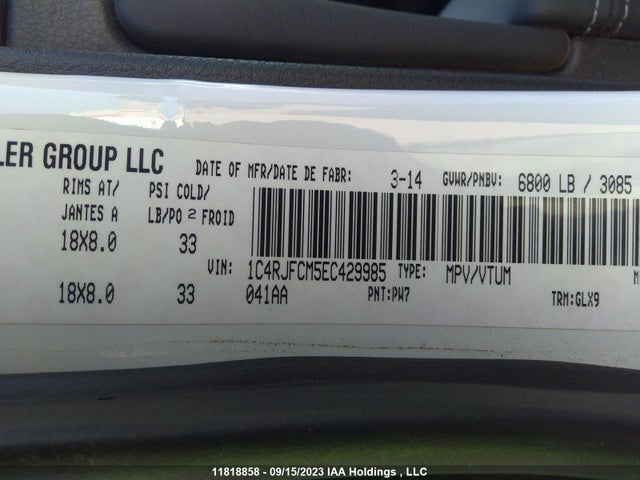 LER GROUP LLC DATE OF MFR/DATE DE FABR: 3-14 GVWR/PNBV: 6800 LB / 3085
RIMS AT/ PSI COLD/
JANTES A LB/PO 2 FROID
18X8.0 33
VIN: 1C4RJFCM5EC429985 TYPE: MPV/VTUM
18X8.0 33 041AA PNT:PW7 TRM:GLX9
11818858 - 09/15/2023 IAA Holdings , LLC